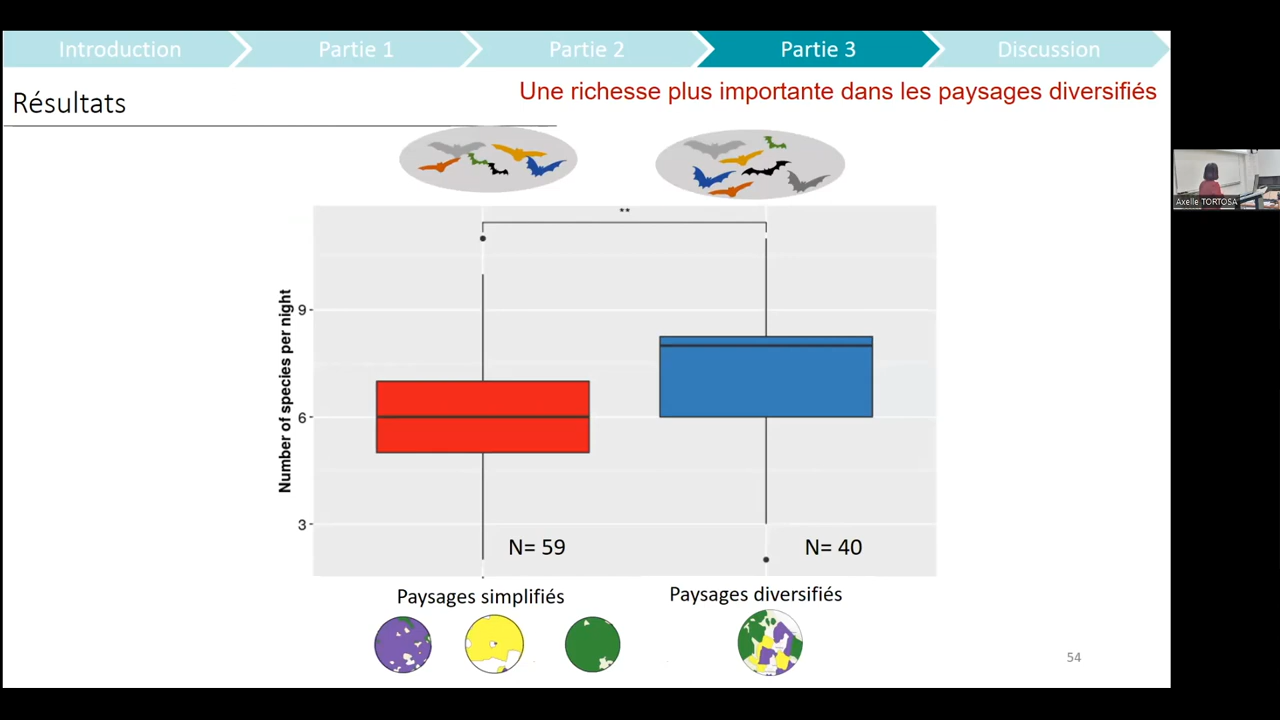 Introduction
Partie 1
Partie 2
Partie 3
Discussion
Résultats
Une richesse plus importante dans les paysages diversifiés
**
Number of species per night
9
6
3
N= 59
N= 40
Paysages simplifiés
Paysages diversifiés
54
Axelle TORTOSA